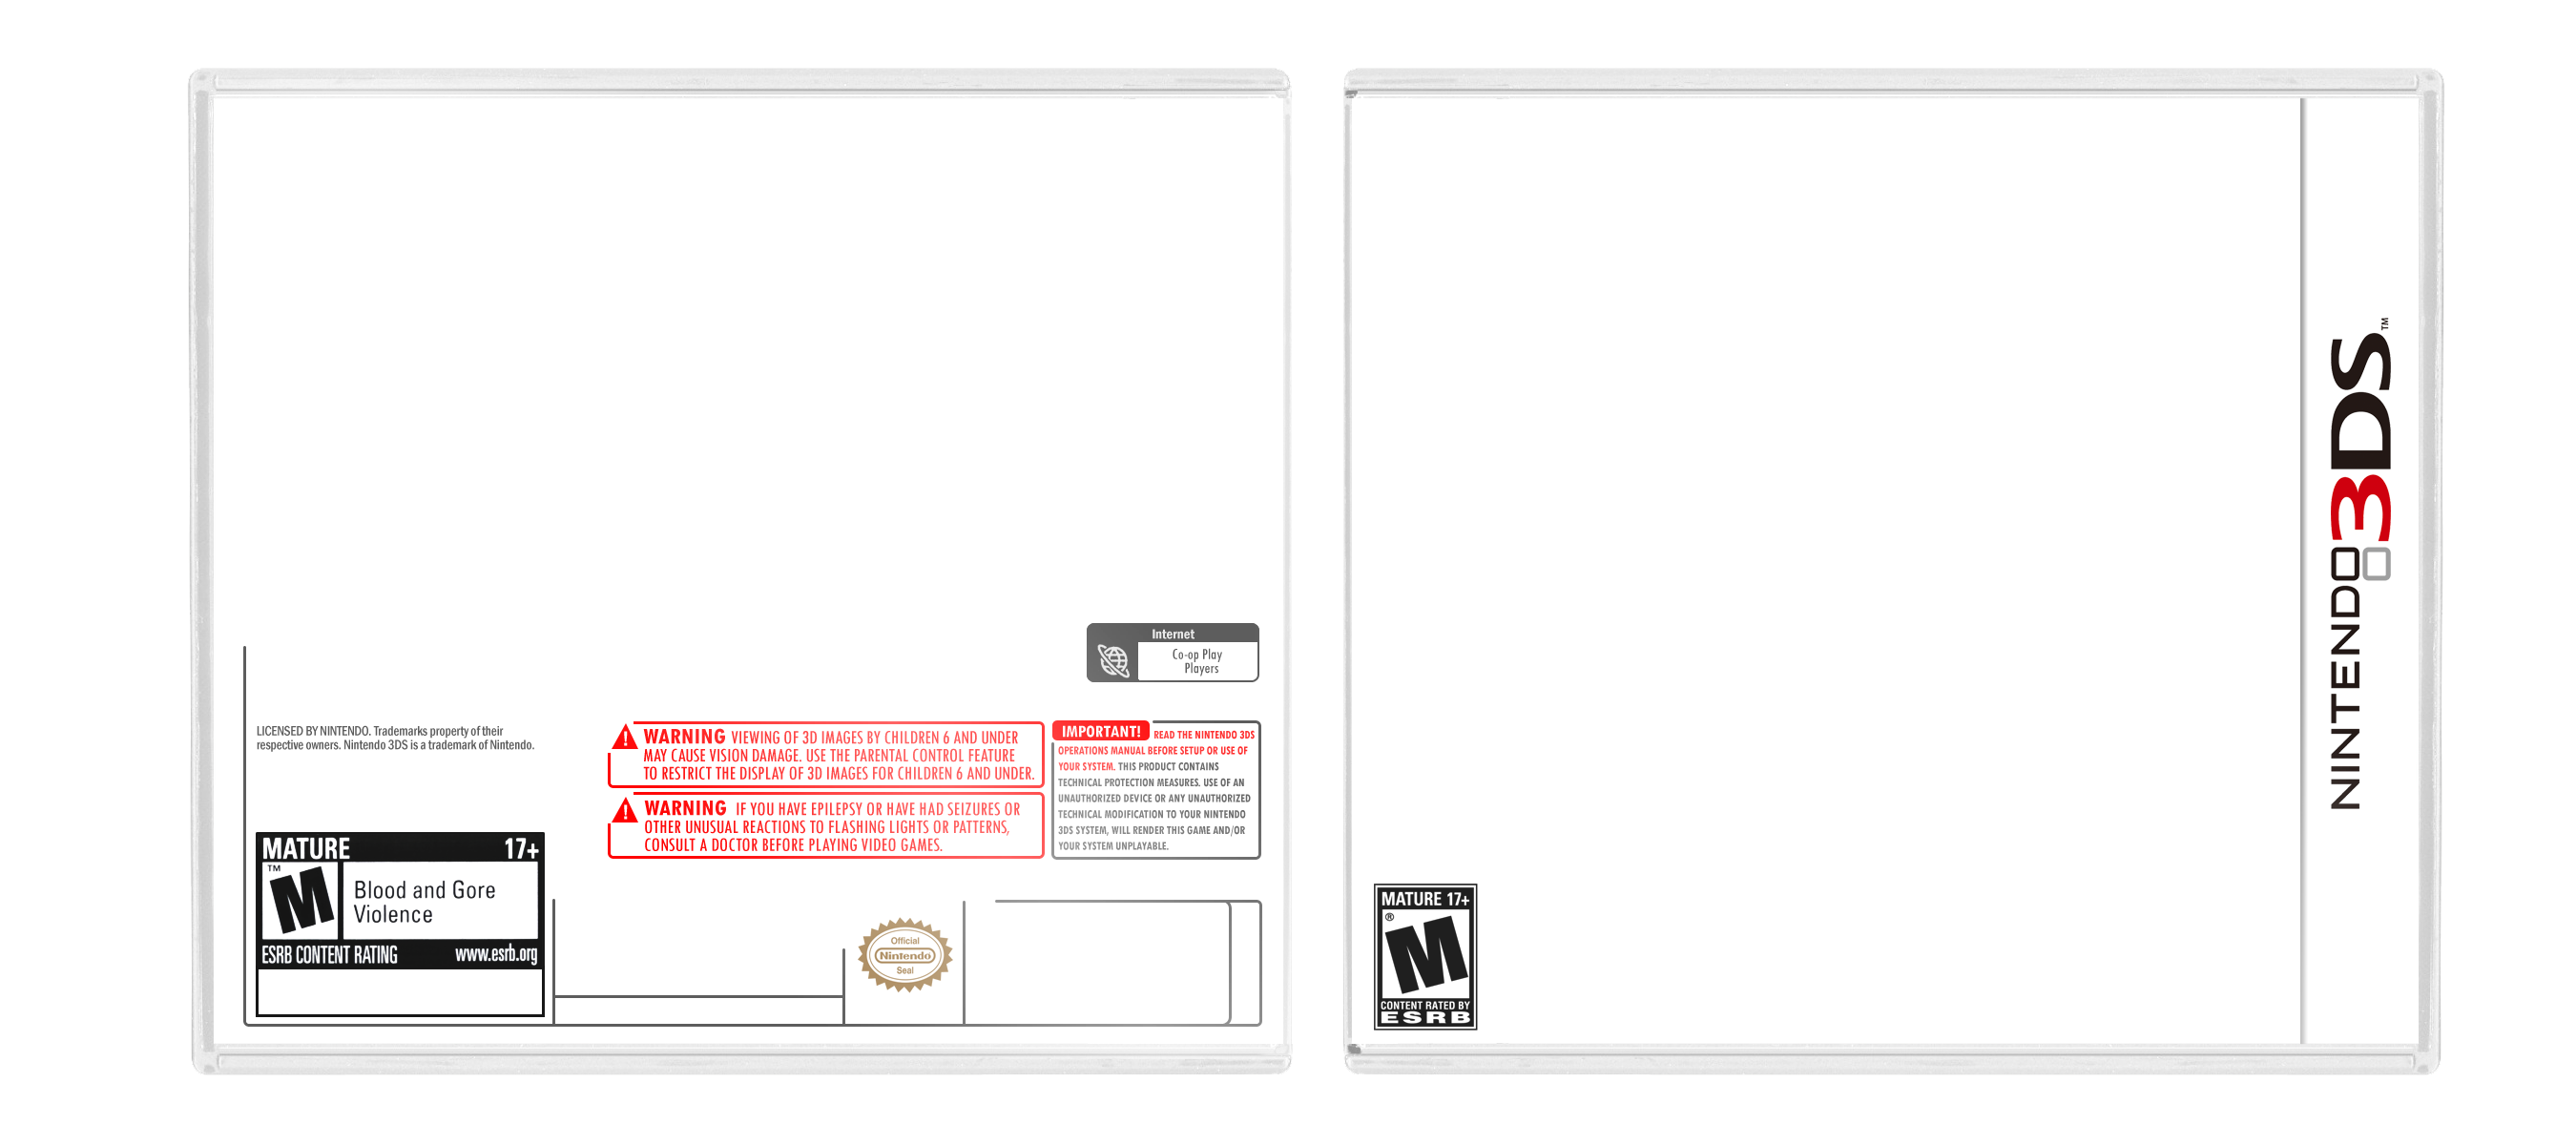 Internet
Co-op Play
Players
LICENSED BY NINTENDO. Trademarks property of their
respective owners. Nintendo 3DS is a trademark of Nintendo.
WARNING VIEWING OF 3D IMAGES BY CHILDREN 6 AND UNDER
MAY CAUSE VISION DAMAGE. USE THE PARENTAL CONTROL FEATURE
TO RESTRICT THE DISPLAY OF 3D IMAGES FOR CHILDREN 6 AND UNDER.
WARNING IF YOU HAVE EPILEPSY OR HAVE HAD SEIZURES OR
OTHER UNUSUAL REACTIONS TO FLASHING LIGHTS OR PATTERNS,
CONSULT A DOCTOR BEFORE PLAYING VIDEO GAMES.
IMPORTANT! READ THE NINTENDO 3DS
OPERATIONS MANUAL BEFORE SETUP OR USE OF
YOUR SYSTEM. THIS PRODUCT CONTAINS
TECHNICAL PROTECTION MEASURES. USE OF AN
UNAUTHORIZED DEVICE OR ANY UNAUTHORIZED
TECHNICAL MODIFICATION TO YOUR NINTENDO
3DS SYSTEM, WILL RENDER THIS GAME AND/OR
YOUR SYSTEM UNPLAYABLE.
MATURE 17+
TM
M
Blood and Gore
Violence
ESRB CONTENT RATING www.esrb.org
Official
Nintendo
Seal
MATURE 17+
®
M
CONTENT RATED BY
ESRB
NINTENDO3DS™